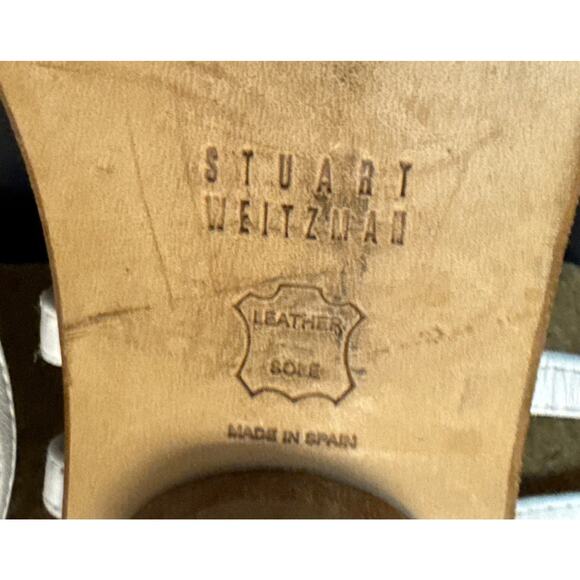 STUART
WEITZMAN
LEATHER
SOLE
MADE IN SPAIN